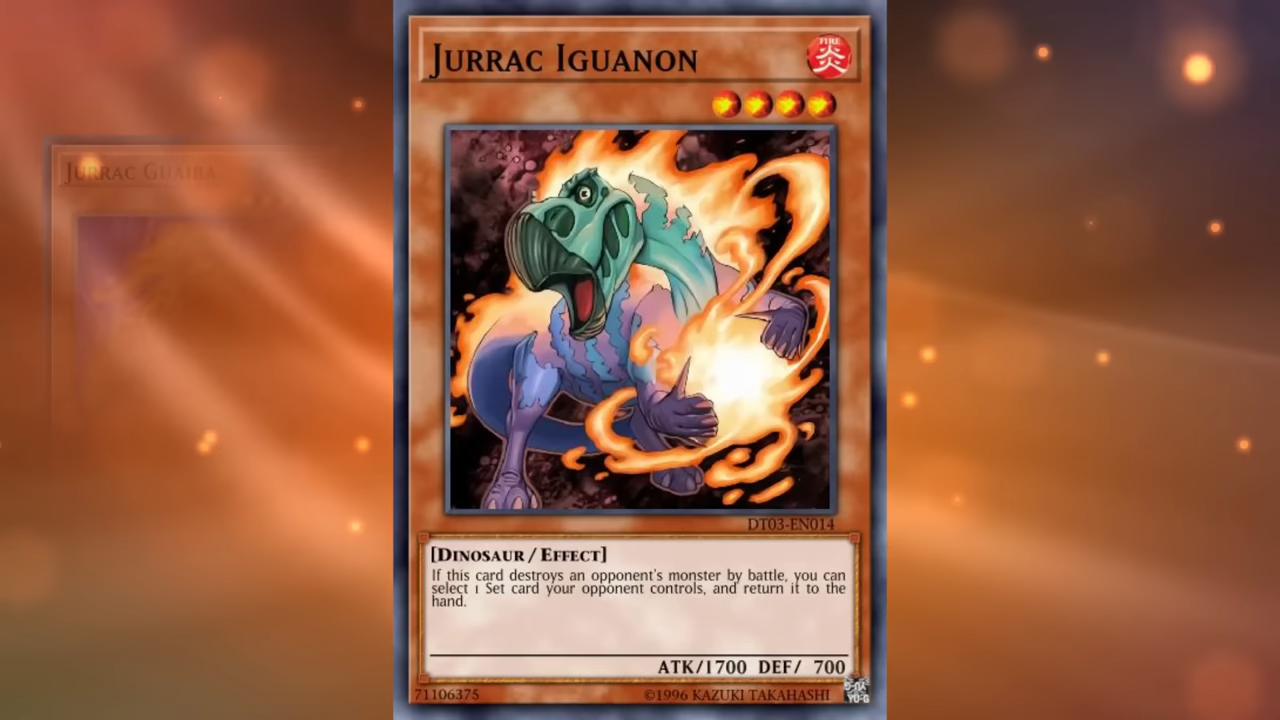 JURRAC IGUANON
FIRE
炎
JURRAC GUAIBA
DT03-EN014
[DINOSAUR / EFFECT]
If this card destroys an opponent's monster by battle, you can
select 1 Set card your opponent controls, and return it to the
hand.
ATK/1700 DEF/ 700
71106375
©1996 KAZUKI TAKAHASHI